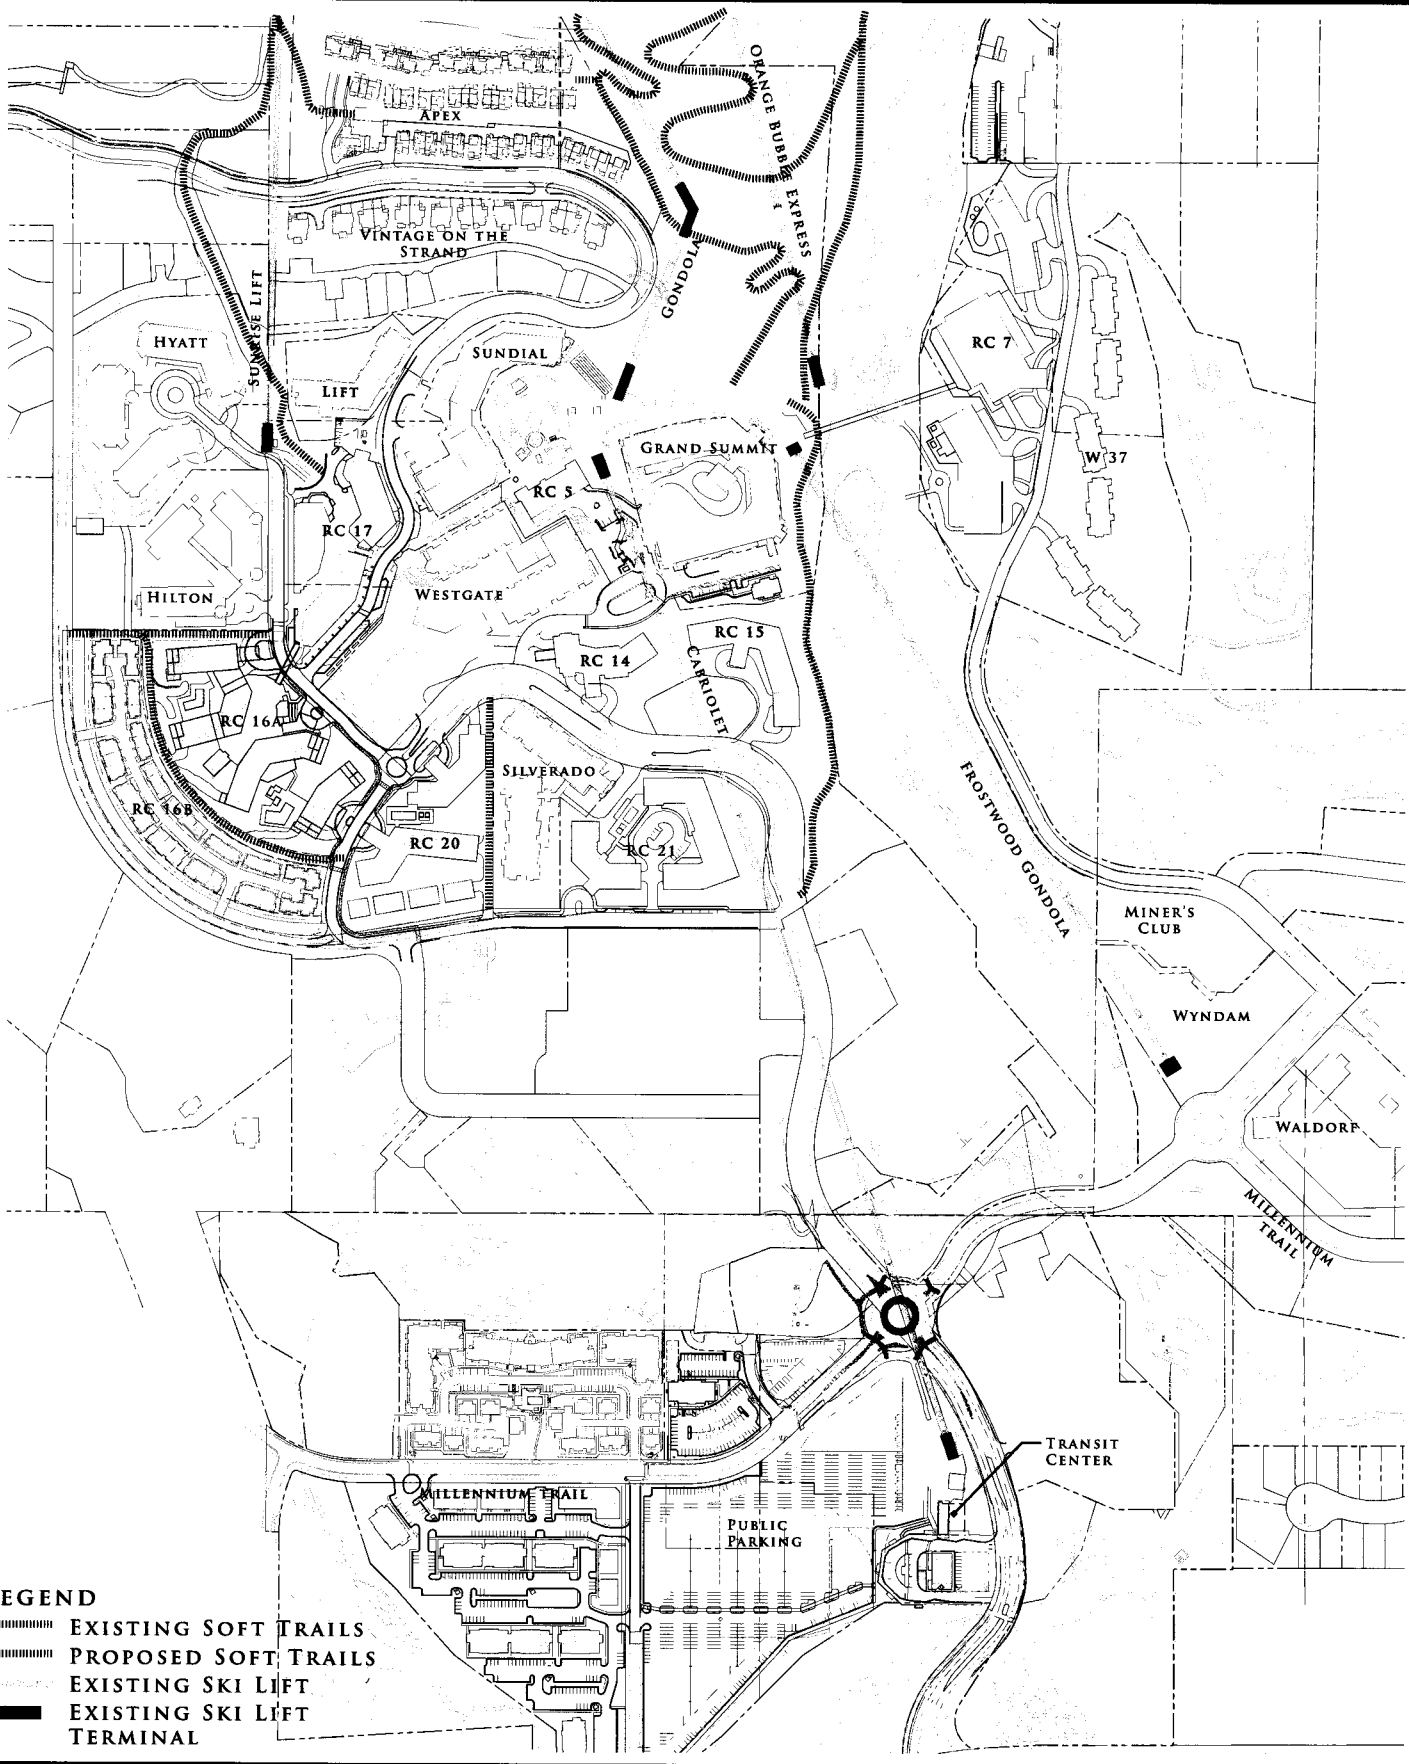 APEX
ORANGE BUBBLE EXPRESS
VINTAGE ON THE
STRAND
GONDOLA
SUNRISE LIFT
HYATT
SUNDIAL
RC 7
LIFT
GRAND SUMMIT
W 37
RC 5
RC 17
WESTGATE
HILTON
RC 15
RC 14
CABRIOLET
RC 16A
SILVERADO
RC 16B
RC 20
RC 21
FROSTWOOD GONDOLA
MINER'S
CLUB
WYNDAM
WALDORF
MILLENNIUM
TRAIL
TRANSIT
CENTER
MILLENNIUM TRAIL
PUBLIC
PARKING
EGEND
EXISTING SOFT TRAILS
PROPOSED SOFT TRAILS
EXISTING SKI LIFT
EXISTING SKI LIFT
TERMINAL